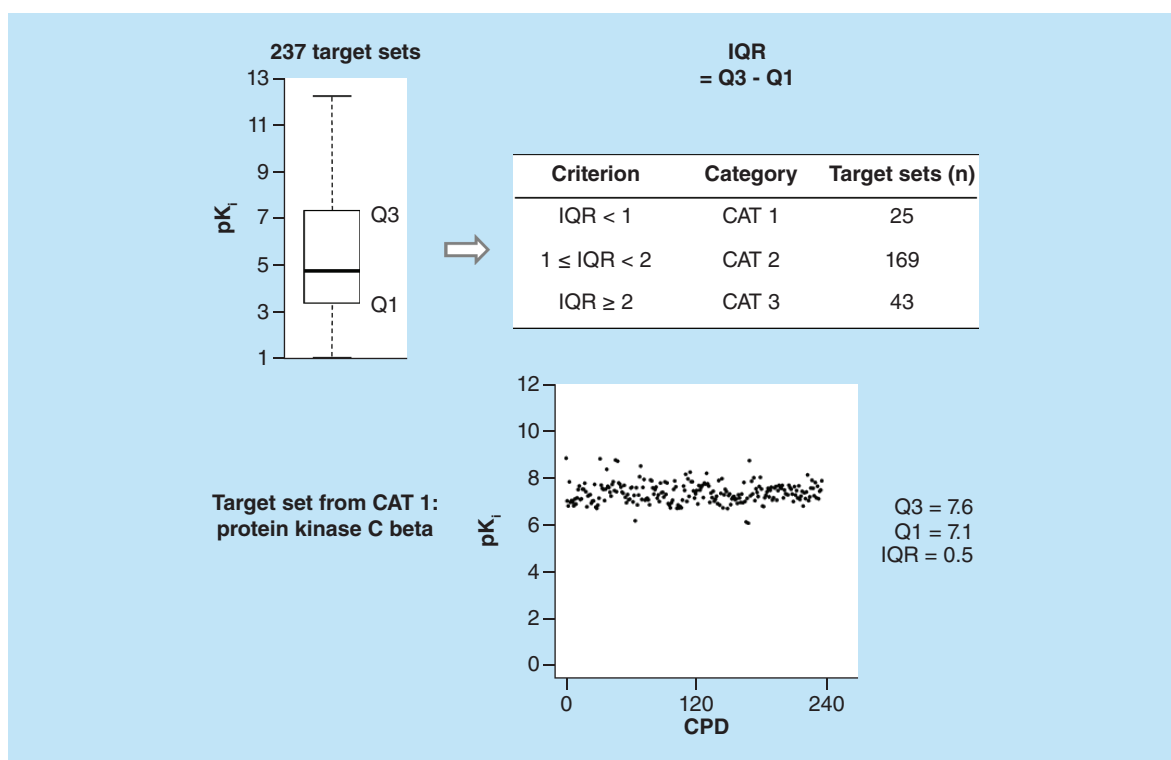 237 target sets
13
11
9
7
5
3
1
pKi
Q3
Q1
IQR
= Q3 - Q1
Criterion Category Target sets (n)
IQR < 1 CAT 1 25
1 ≤ IQR < 2 CAT 2 169
IQR ≥ 2 CAT 3 43
Target set from CAT 1:
protein kinase C beta
12
10
8
6
4
2
0
pKi
0 120 240
CPD
Q3 = 7.6
Q1 = 7.1
IQR = 0.5